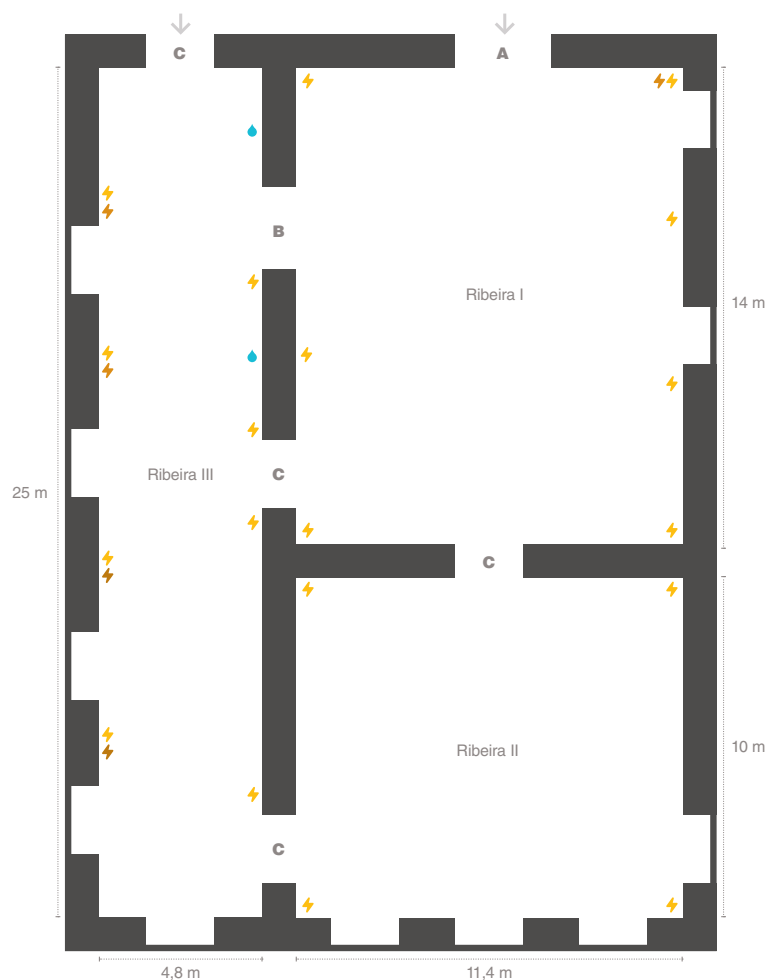 C
A
B
Ribeira I
14 m
Ribeira III
C
25 m
C
Ribeira II
10 m
C
4,8 m
11,4 m